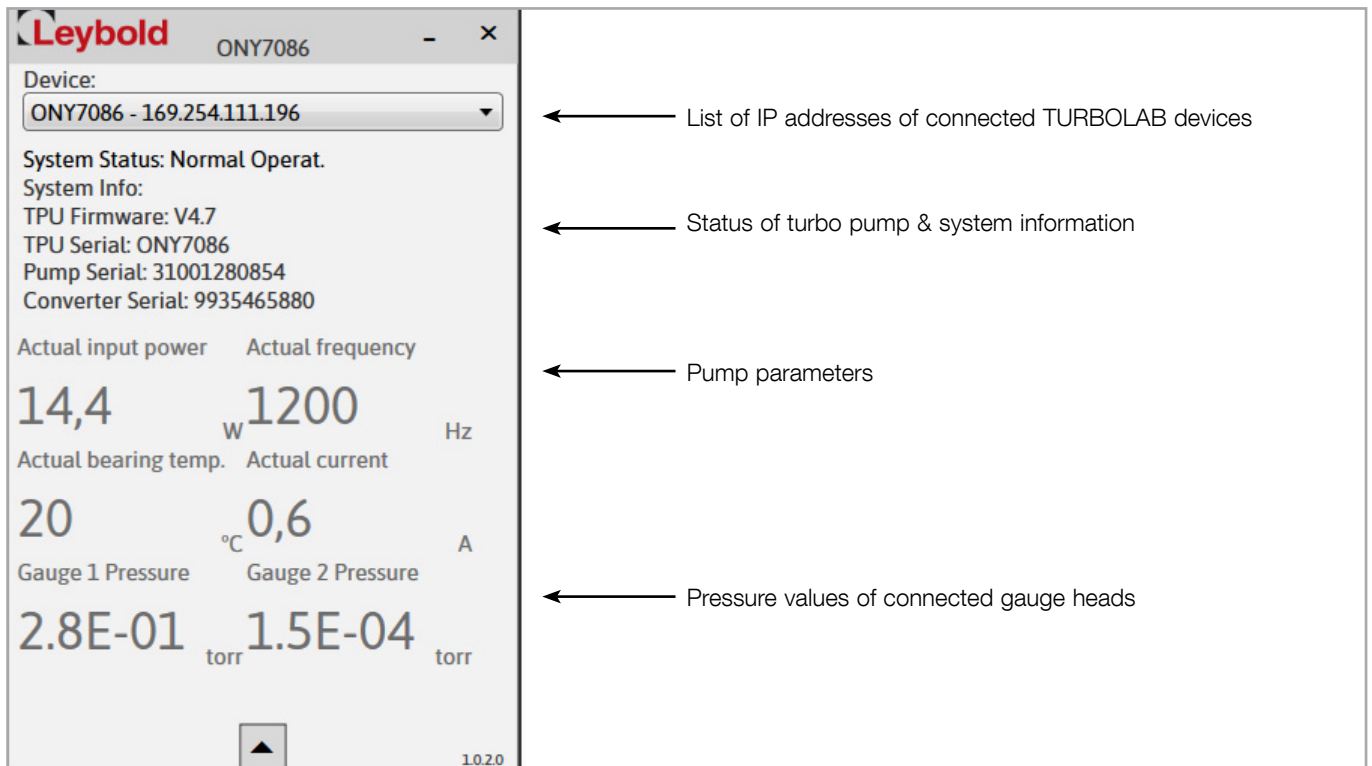 Leybold
ONY7086
Device:
ONY7086 - 169.254.111.196
List of IP addresses of connected TURBOLAB devices
System Status: Normal Operat.
System Info:
TPU Firmware: V4.7
TPU Serial: ONY7086
Pump Serial: 31001280854
Converter Serial: 9935465880
Status of turbo pump & system information
Actual input power Actual frequency
14,4 W 1200 Hz
Pump parameters
Actual bearing temp. Actual current
20 °C 0,6 A
Gauge 1 Pressure Gauge 2 Pressure
2.8E-01 torr 1.5E-04 torr
Pressure values of connected gauge heads
1.0.2.0